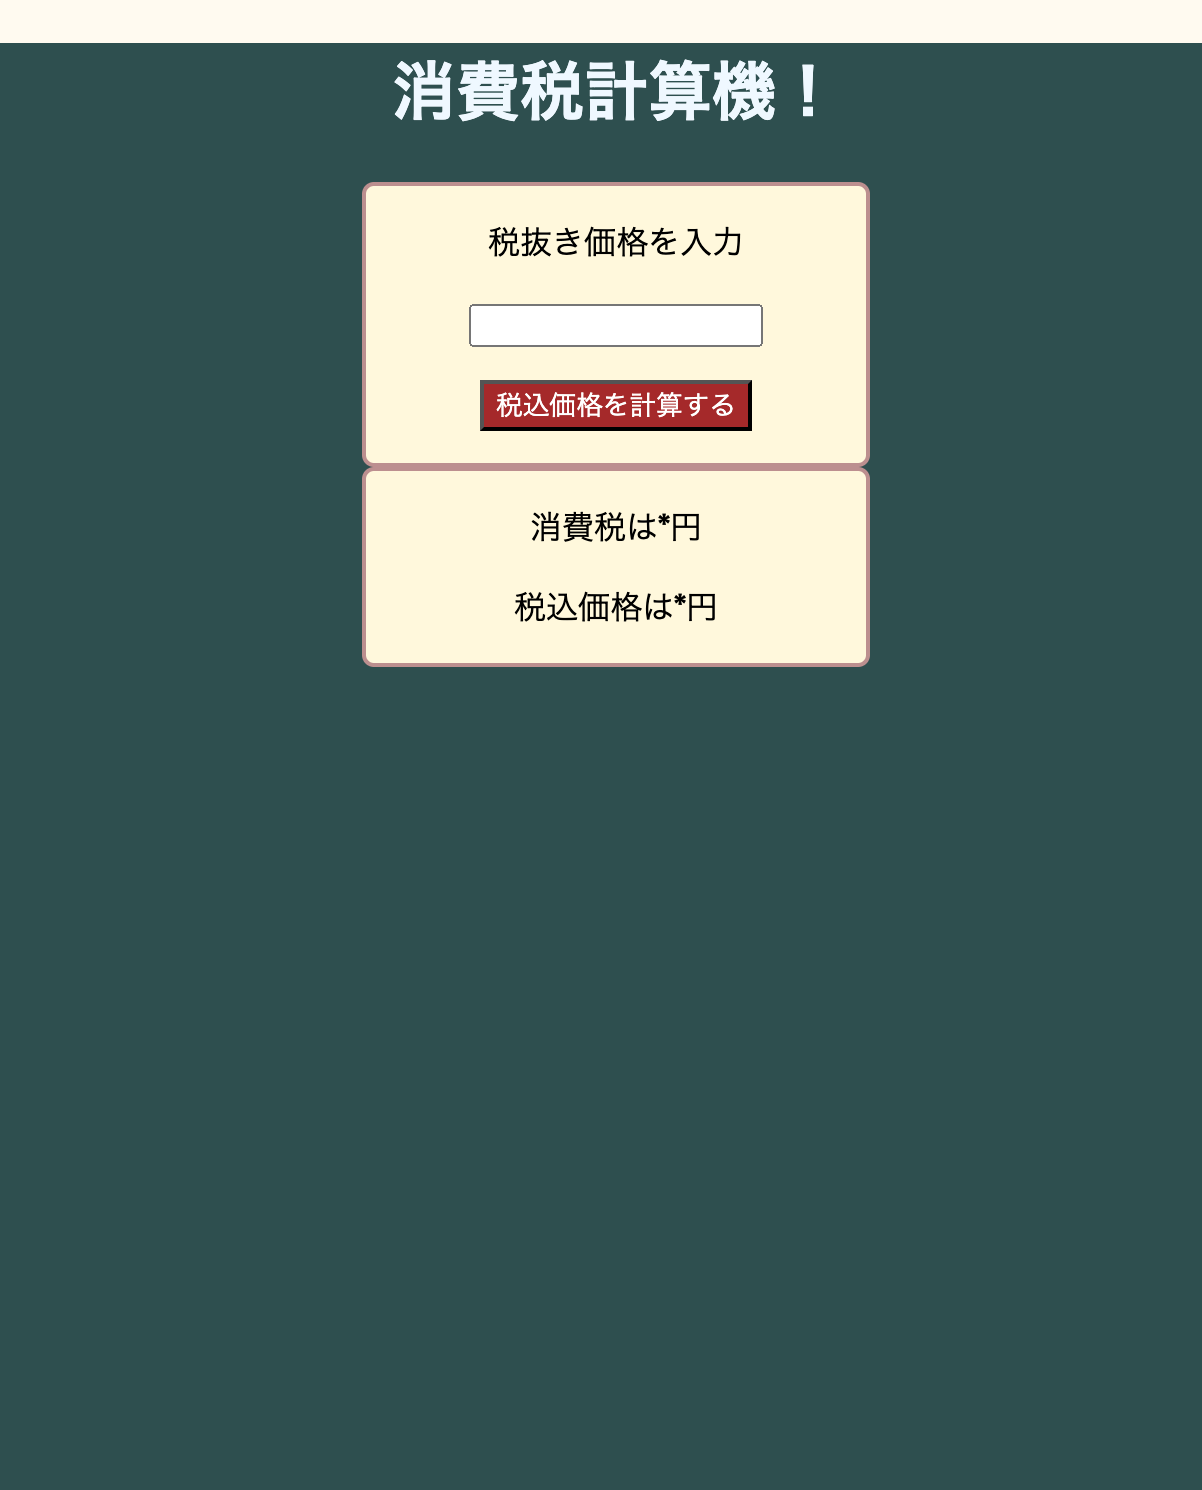 消費税計算機！
税抜き価格を入力
税込価格を計算する
消費税は*円
税込価格は*円